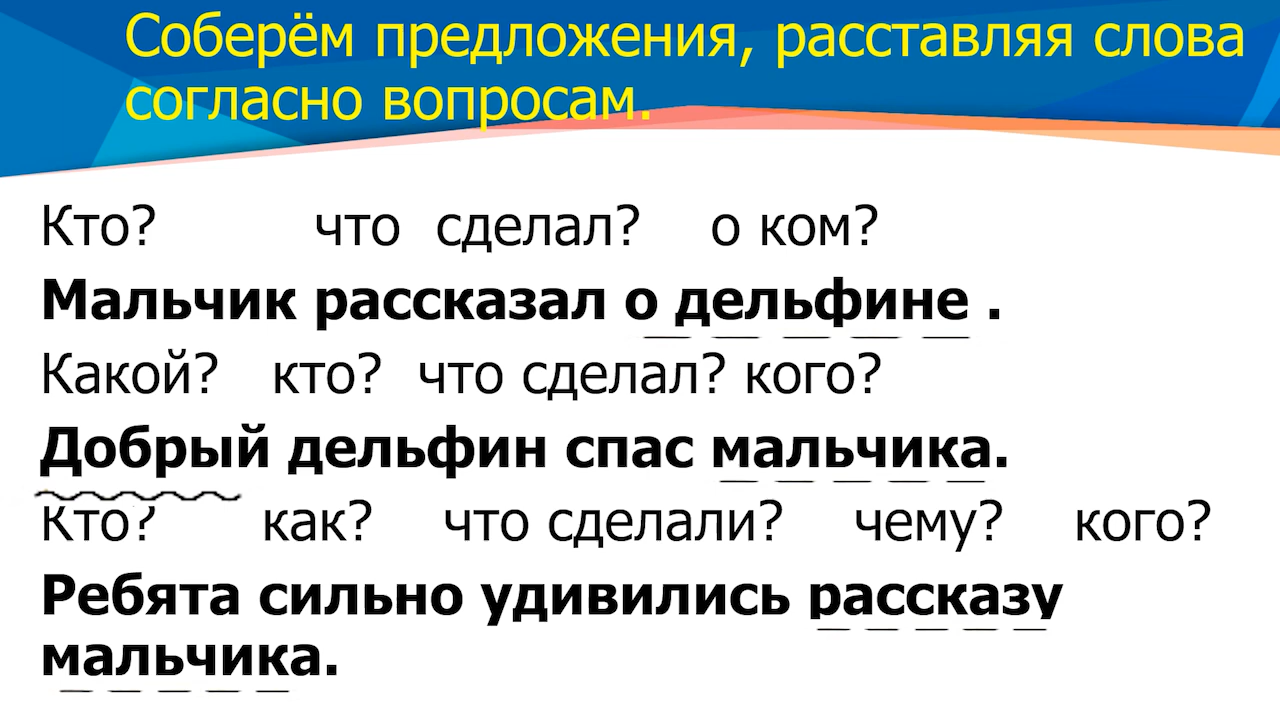 Соберём предложения, расставляя слова
согласно вопросам.
Кто? что сделал? о ком?
Мальчик рассказал о дельфине .
Какой? кто? что сделал? кого?
Добрый дельфин спас мальчика.
Кто? как? что сделали? чему? кого?
Ребята сильно удивились рассказу
мальчика.